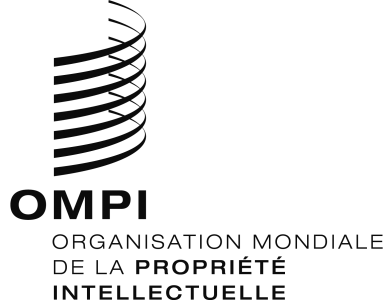 OMPI
ORGANISATION MONDIALE
DE LA PROPRIÉTÉ
INTELLECTUELLE